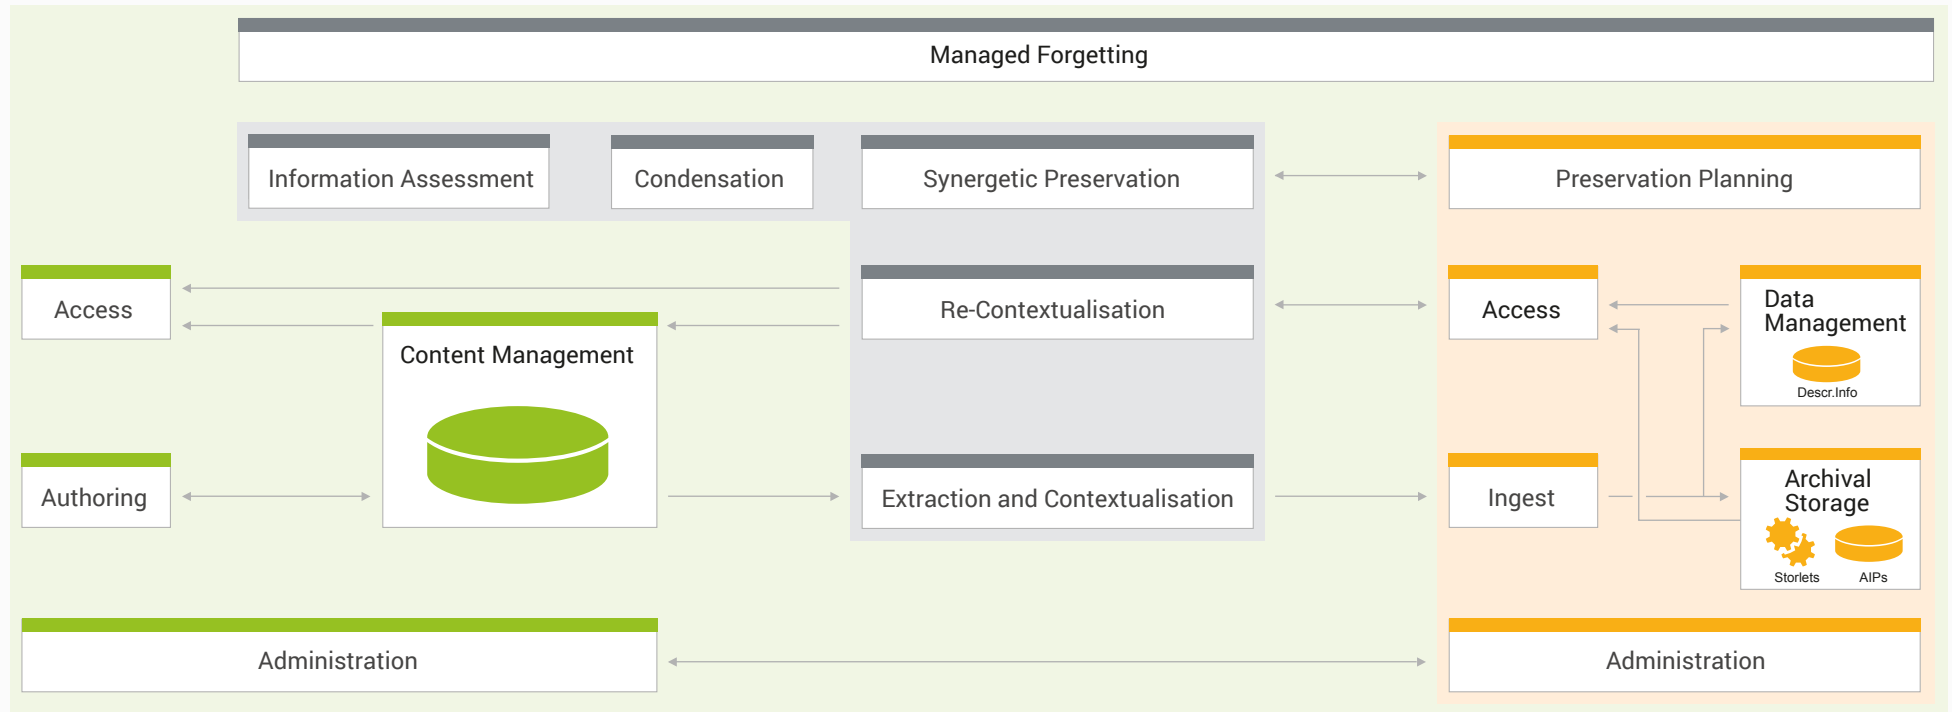 Managed Forgetting
Information Assessment
Condensation
Synergetic Preservation
Preservation Planning
Access
Re-Contextualisation
Access
Data
Management
Descr.Info
Content Management
Authoring
Extraction and Contextualisation
Ingest
Archival
Storage
Storlets
AIPs
Administration
Administration